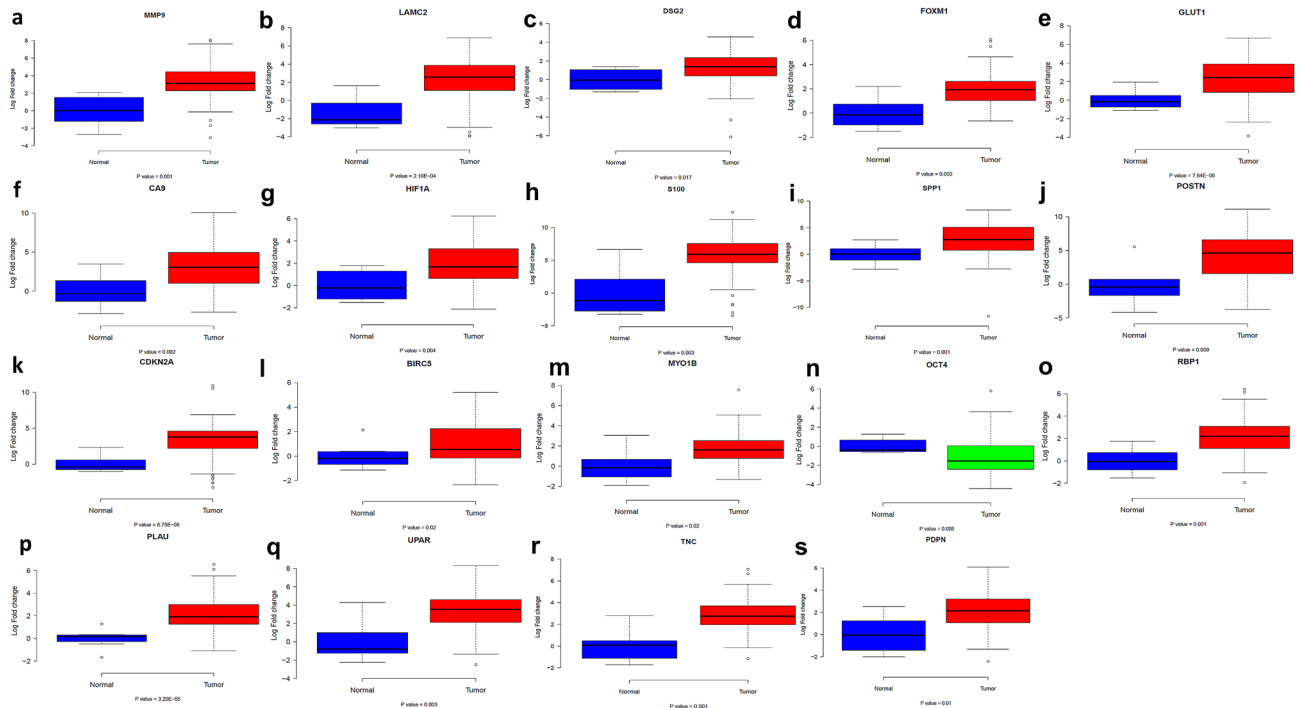 a
MMP9
Log Fold change
8
6
4
2
0
−2
−4
Normal
Tumor
P value = 0.001
b
LAMC2
Log Fold change
8
6
4
2
0
−2
−4
Normal
Tumor
P value = 2.10E-04
c
DSG2
Log Fold change
6
4
2
0
−2
−4
−6
Normal
Tumor
P value = 0.017
d
FOXM1
Log Fold change
6
4
2
0
−2
Normal
Tumor
P value = 0.002
e
GLUT1
Log Fold change
8
6
4
2
0
−2
−4
Normal
Tumor
P value = 7.64E-06
f
CA9
Log Fold change
10
5
0
Normal
Tumor
P value = 0.002
g
HIF1A
Log Fold change
6
4
2
0
−2
Normal
Tumor
P value = 0.004
h
S100
Log Fold change
10
5
0
−5
Normal
Tumor
P value = 0.003
i
SPP1
Log Fold change
10
5
0
−5
−10
Normal
Tumor
P value = 0.001
j
POSTN
Log Fold change
10
5
0
−5
Normal
Tumor
P value = 0.009
k
CDKN2A
Log Fold change
10
5
0
Normal
Tumor
P value = 6.75E-06
l
BIRC5
Log Fold change
6
4
2
0
−2
Normal
Tumor
P value = 0.02
m
MYO1B
Log Fold change
8
6
4
2
0
−2
Normal
Tumor
P value = 0.02
n
OCT4
Log Fold change
6
4
2
0
−2
−4
Normal
Tumor
o
RBP1
Log Fold change
6
4
2
0
−2
Normal
Tumor
P value = 0.001
p
PLAU
Log Fold change
6
4
2
0
−2
Normal
Tumor
P value = 3.20E-05
q
UPAR
Log Fold change
8
6
4
2
0
−2
−4
Normal
Tumor
P value = 0.003
r
TNC
Log Fold change
8
6
4
2
0
−2
Normal
Tumor
P value = 0.001
s
PDPN
Log Fold change
6
4
2
0
−2
Normal
Tumor
P value = 0.01